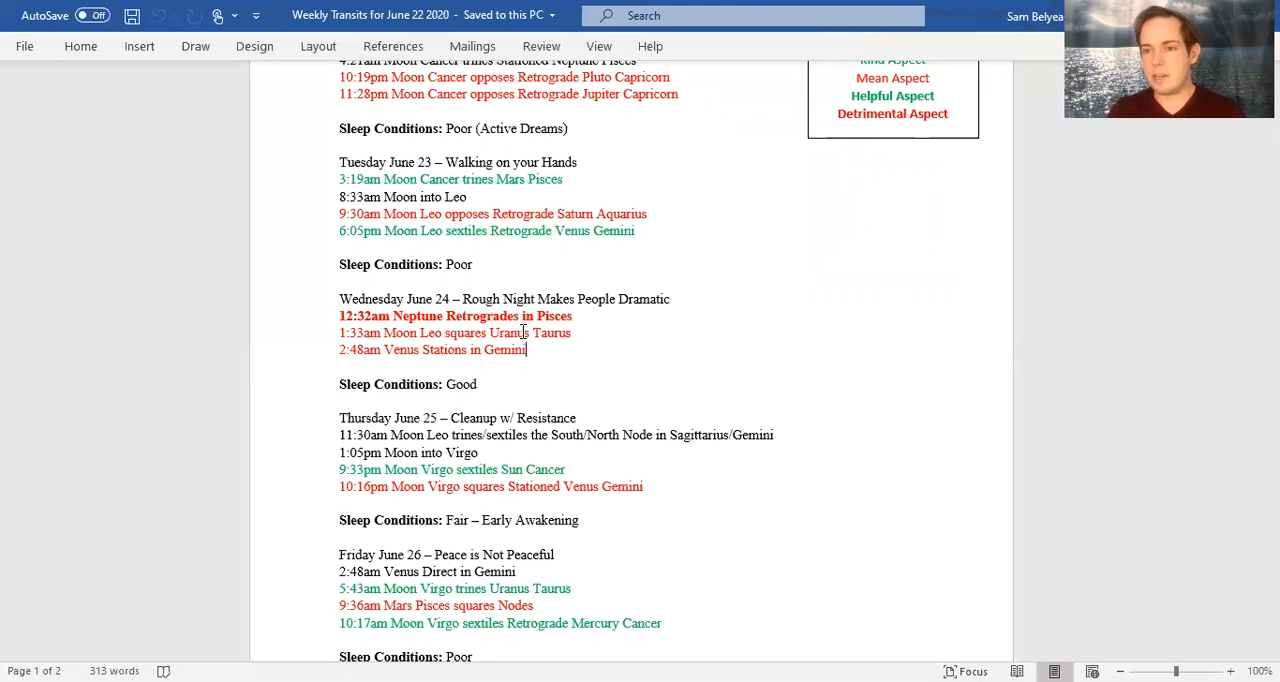 AutoSave Off Weekly Transits for June 22 2020 - Saved to this PC Search Sam Belyea
File Home Insert Draw Design Layout References Mailings Review View Help
4:21am Moon Cancer trines Stationed Neptune Pisces
10:19pm Moon Cancer opposes Retrograde Pluto Capricorn
11:28pm Moon Cancer opposes Retrograde Jupiter Capricorn
Kind Aspect
Mean Aspect
Helpful Aspect
Detrimental Aspect
Sleep Conditions: Poor (Active Dreams)
Tuesday June 23 – Walking on your Hands
3:19am Moon Cancer trines Mars Pisces
8:33am Moon into Leo
9:30am Moon Leo opposes Retrograde Saturn Aquarius
6:05pm Moon Leo sextiles Retrograde Venus Gemini
Sleep Conditions: Poor
Wednesday June 24 – Rough Night Makes People Dramatic
12:32am Neptune Retrogrades in Pisces
1:33am Moon Leo squares Uranus Taurus
2:48am Venus Stations in Gemini
Sleep Conditions: Good
Thursday June 25 – Cleanup w/ Resistance
11:30am Moon Leo trines/sextiles the South/North Node in Sagittarius/Gemini
1:05pm Moon into Virgo
9:33pm Moon Virgo sextiles Sun Cancer
10:16pm Moon Virgo squares Stationed Venus Gemini
Sleep Conditions: Fair – Early Awakening
Friday June 26 – Peace is Not Peaceful
2:48am Venus Direct in Gemini
5:43am Moon Virgo trines Uranus Taurus
9:36am Mars Pisces squares Nodes
10:17am Moon Virgo sextiles Retrograde Mercury Cancer
Sleep Conditions: Poor
Page 1 of 2 313 words Focus 100%